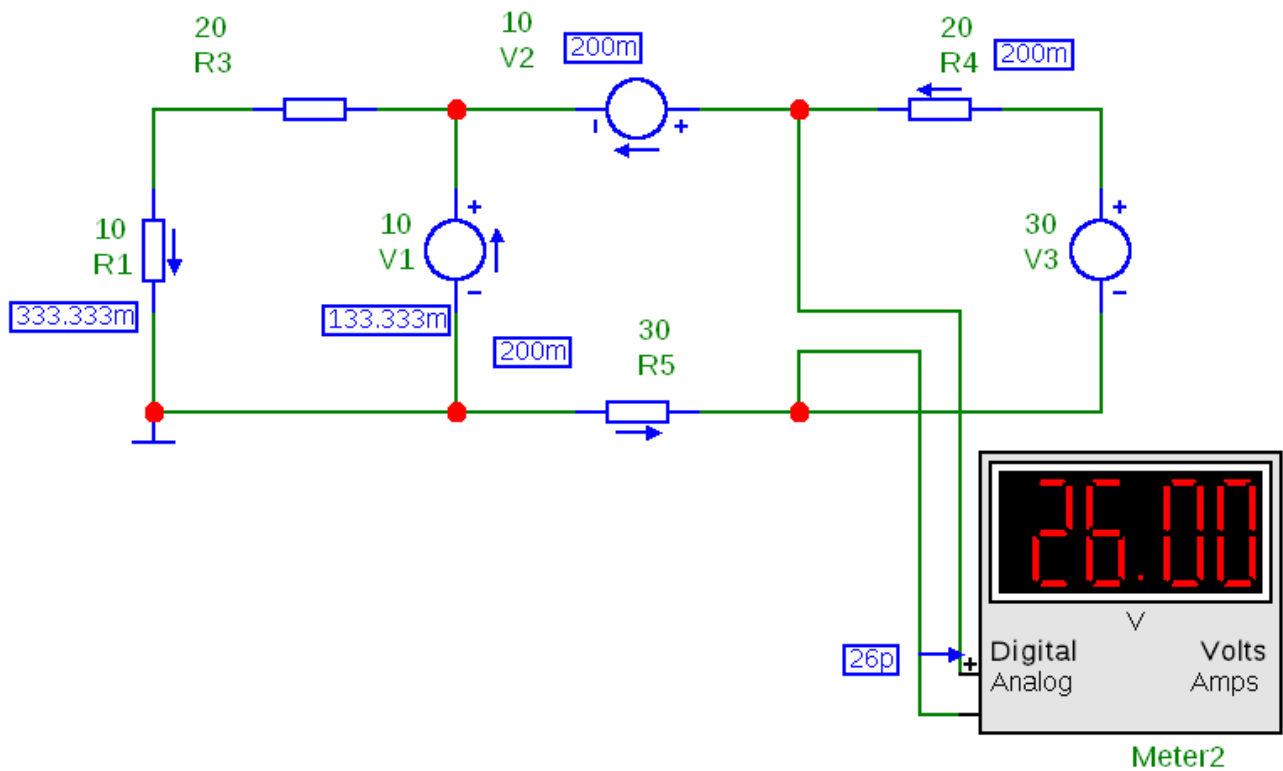 20
R3
10
V2
200m
20
R4
200m
-
+
10
R1
333.333m
10
V1
+
-
133.333m
30
V3
+
-
200m
30
R5
26.00
V
26p
+
Digital
Volts
Analog
Amps
Meter2